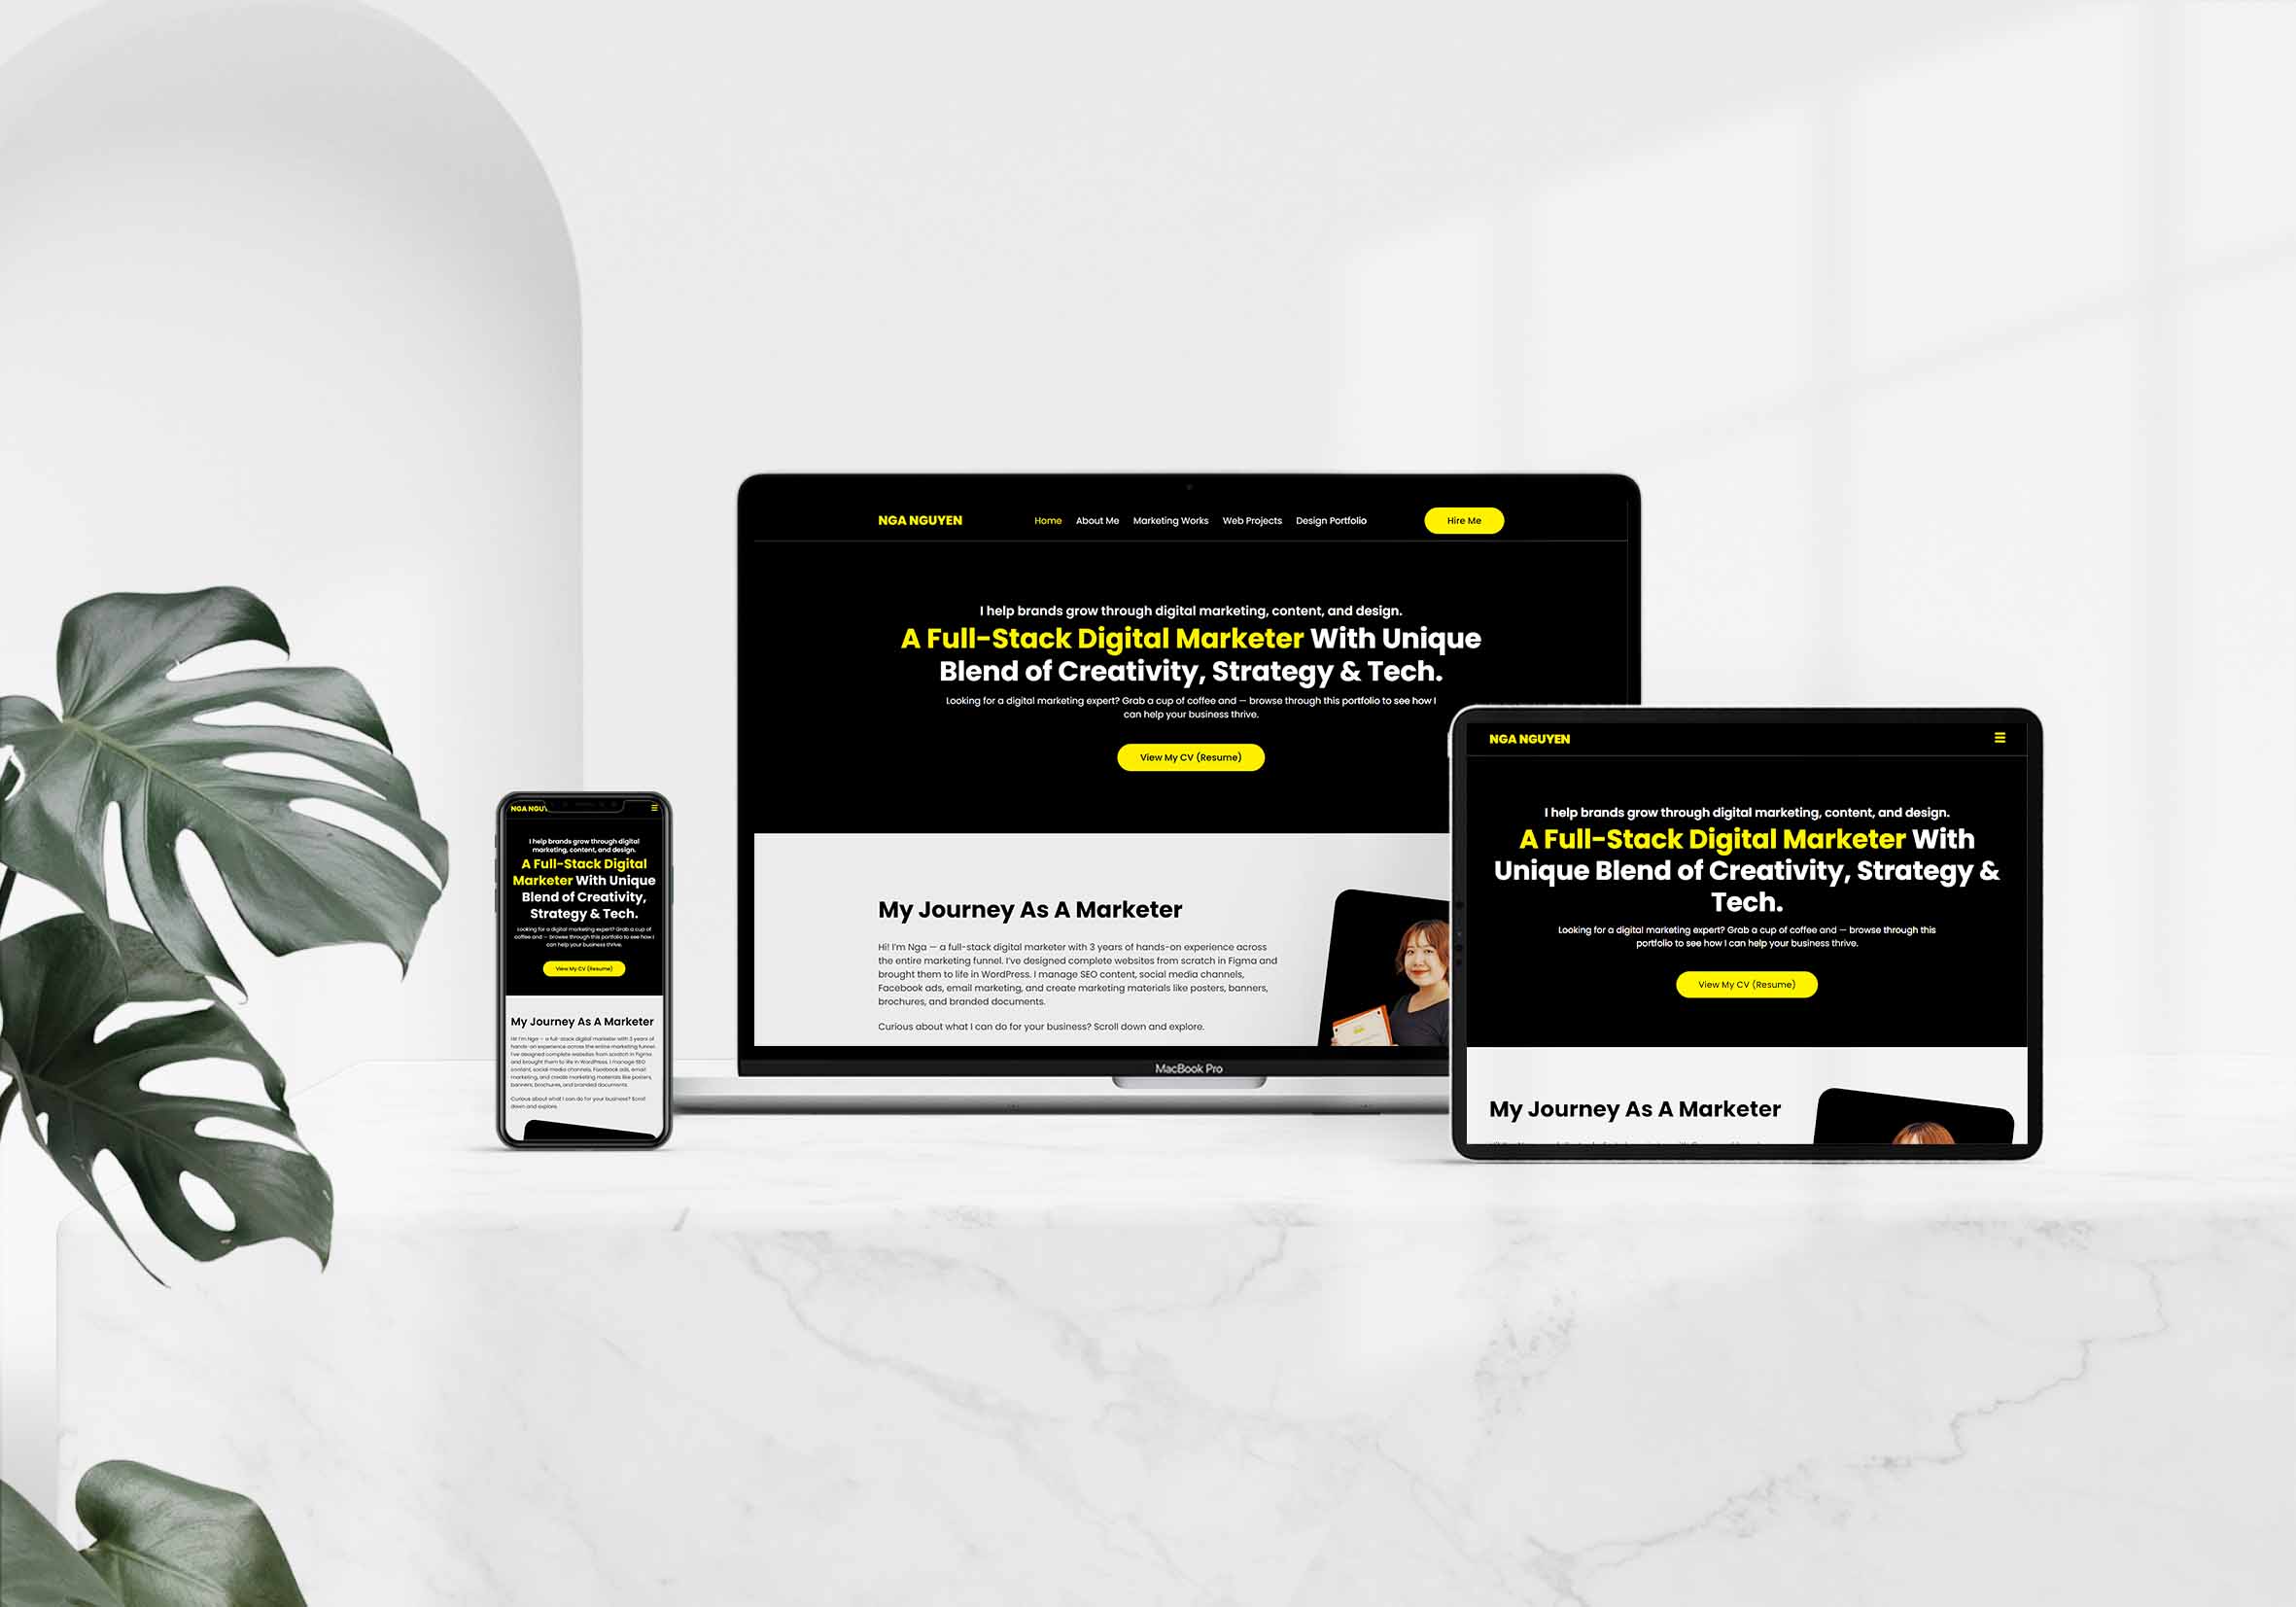 NGA NGUYEN
Home About Me Marketing Works Web Projects Design Portfolio
Hire Me
I help brands grow through digital marketing, content, and design.
A Full-Stack Digital Marketer With Unique
Blend of Creativity, Strategy & Tech.
Looking for a digital marketing expert? Grab a cup of coffee and — browse through this portfolio to see how I
can help your business thrive.
View My CV (Resume)
My Journey As A Marketer
Hi! I'm Nga — a full-stack digital marketer with 3 years of hands-on experience across
the entire marketing funnel. I've designed complete websites from scratch in Figma and
brought them to life in WordPress. I manage SEO content, social media channels,
Facebook ads, email marketing, and create marketing materials like posters, banners,
brochures, and branded documents.
Curious about what I can do for your business? Scroll down and explore.
MacBook Pro
NGA NGU
I help brands grow through digital
marketing, content, and design.
A Full-Stack Digital
Marketer With Unique
Blend of Creativity,
Strategy & Tech.
Looking for a digital marketing expert? Grab a cup of
coffee and — browse through this portfolio to see how I
can help your business thrive.
View My CV (Resume)
My Journey As A Marketer
Hi! I'm Nga — a full-stack digital marketer with 3 years of
hands-on experience across the entire marketing funnel.
I've designed complete websites from scratch in Figma
and brought them to life in WordPress. I manage SEO
content, social media channels, Facebook ads, email
marketing, and create marketing materials like posters,
banners, brochures, and branded documents.
Curious about what I can do for your business? Scroll
down and explore.
NGA NGUYEN
I help brands grow through digital marketing, content, and design.
A Full-Stack Digital Marketer With
Unique Blend of Creativity, Strategy &
Tech.
Looking for a digital marketing expert? Grab a cup of coffee and — browse through this
portfolio to see how I can help your business thrive.
View My CV (Resume)
My Journey As A Marketer